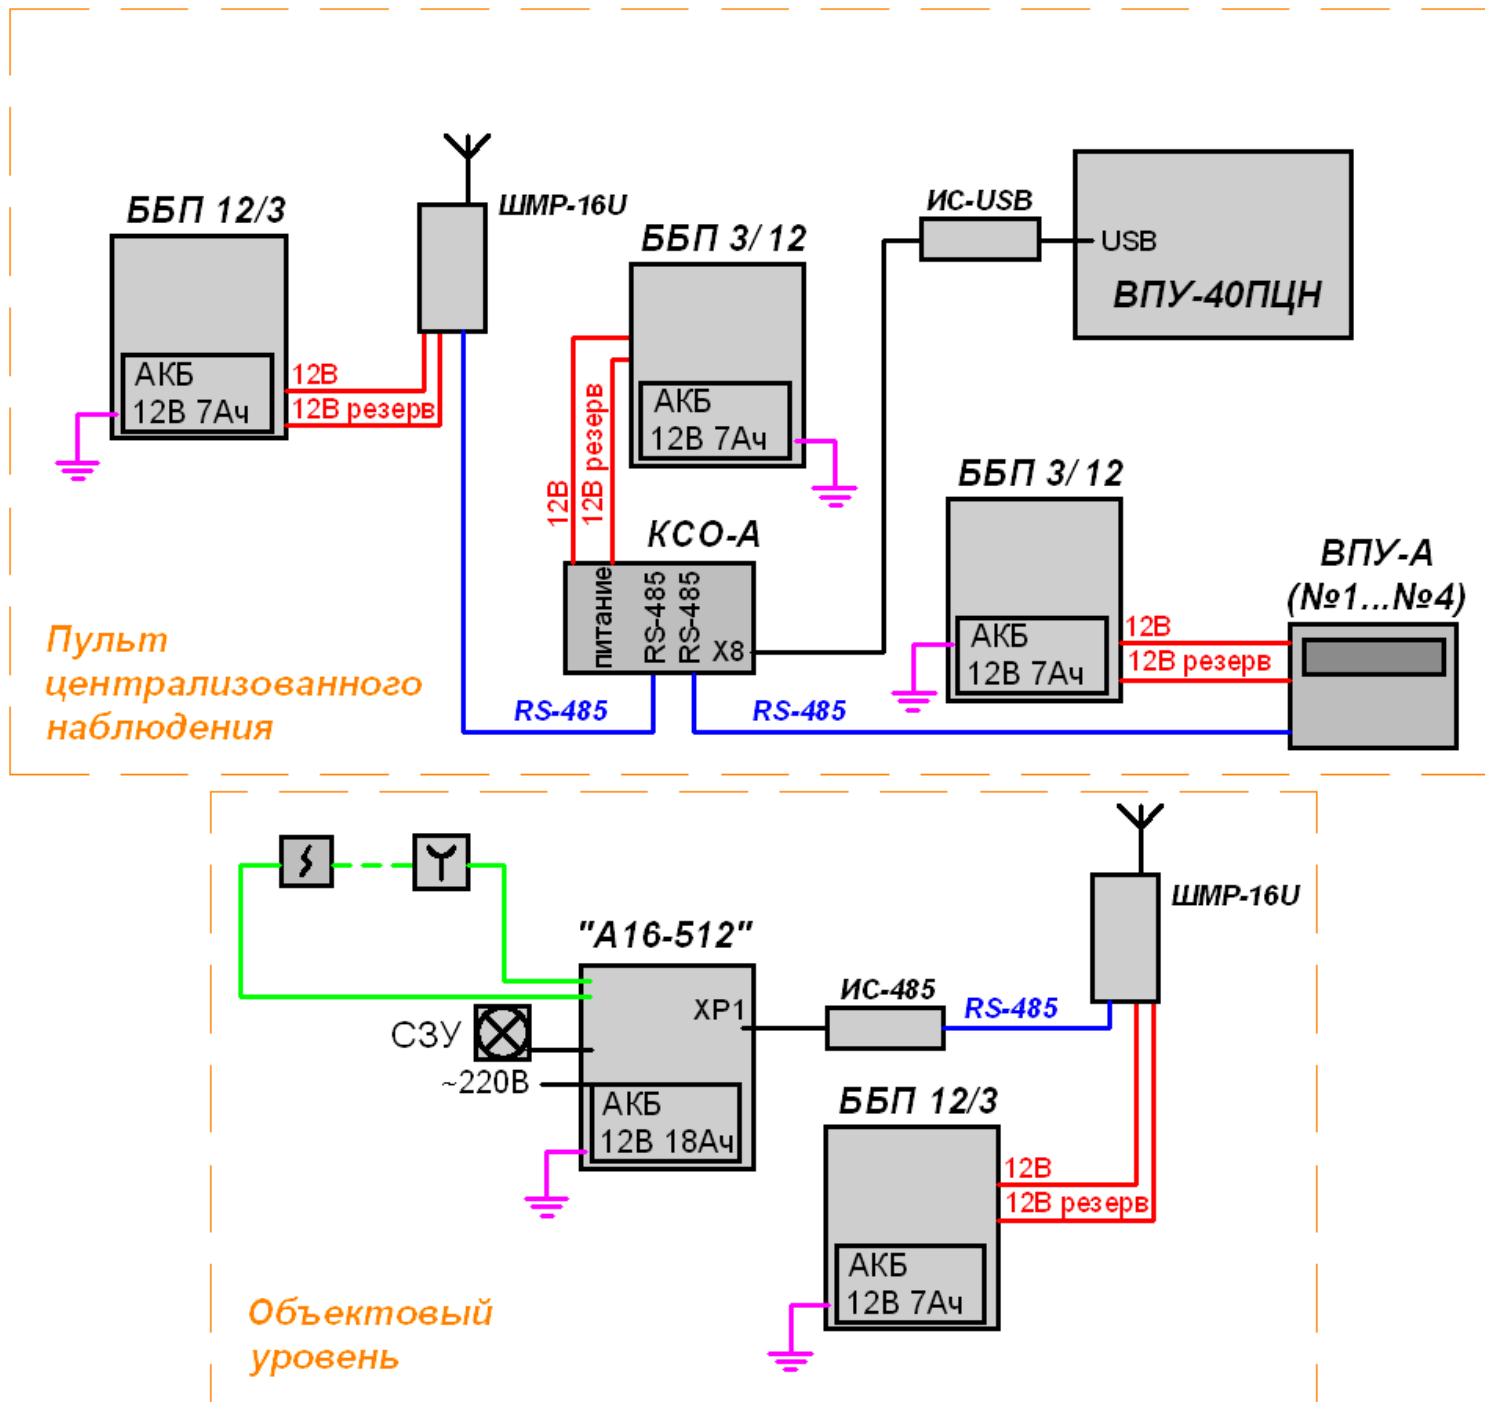 ББП 12/3
АКБ
12В 7Ач
12В
12В резерв
ШМР-16U
ББП 3/12
АКБ
12В 7Ач
12В
12В резерв
ИС-USB
USB
ВПУ-40ПЦН
КСО-А
питание
RS-485
RS-485
X8
ББП 3/12
АКБ
12В 7Ач
12В
12В резерв
ВПУ-А
(№1...№4)
RS-485
RS-485
Пульт
централизованного
наблюдения
"А16-512"
XP1
СЗУ
~220В
АКБ
12В 18Ач
ИС-485
RS-485
ШМР-16U
ББП 12/3
АКБ
12В 7Ач
12В
12В резерв
Объектовый
уровень